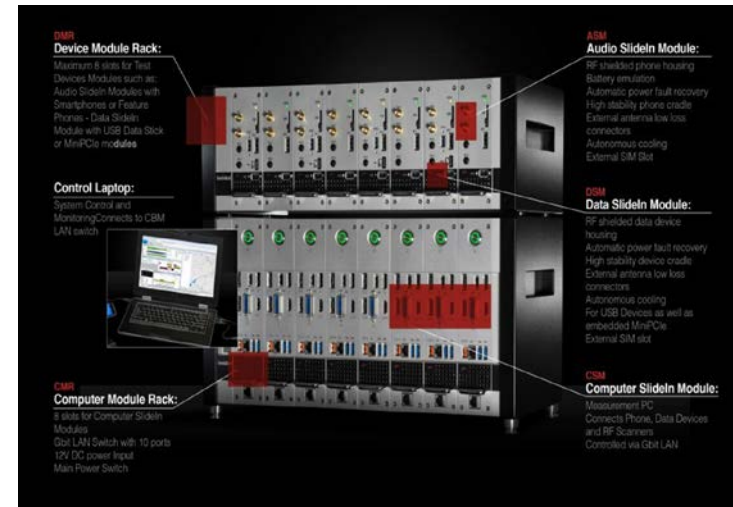 DMR
Device Module Rack:
Maximum 8 slots for Test
Devices Modules such as:
Audio SlideIn Modules with
Smartphones or Feature
Phones - Data SlideIn
Module with USB Data Stick
or MiniPCIe modules
Control Laptop:
System Control and
MonitoringConnects to CBM
LAN switch
CMR
Computer Module Rack:
8 slots for Computer SlideIn
Modules
Gbit LAN Switch with 10 ports
12V DC power Input
Main Power Switch
ASM
Audio SlideIn Module:
RF shielded phone housing
Battery emulation
Automatic power fault recovery
High stability phone cradle
External antenna low loss
connectors
Autonomous cooling
External SIM Slot
DSM
Data SlideIn Module:
RF shielded data device
housing
Automatic power fault recovery
High stability device cradle
External antenna low loss
connectors
Autonomous cooling
For USB Devices as well as
embedded MiniPCIe.
External SIM slot
CSM
Computer SlideIn Module:
Measurement PC
Connects Phone, Data Devices
and RF Scanners
Controlled via Gbit LAN